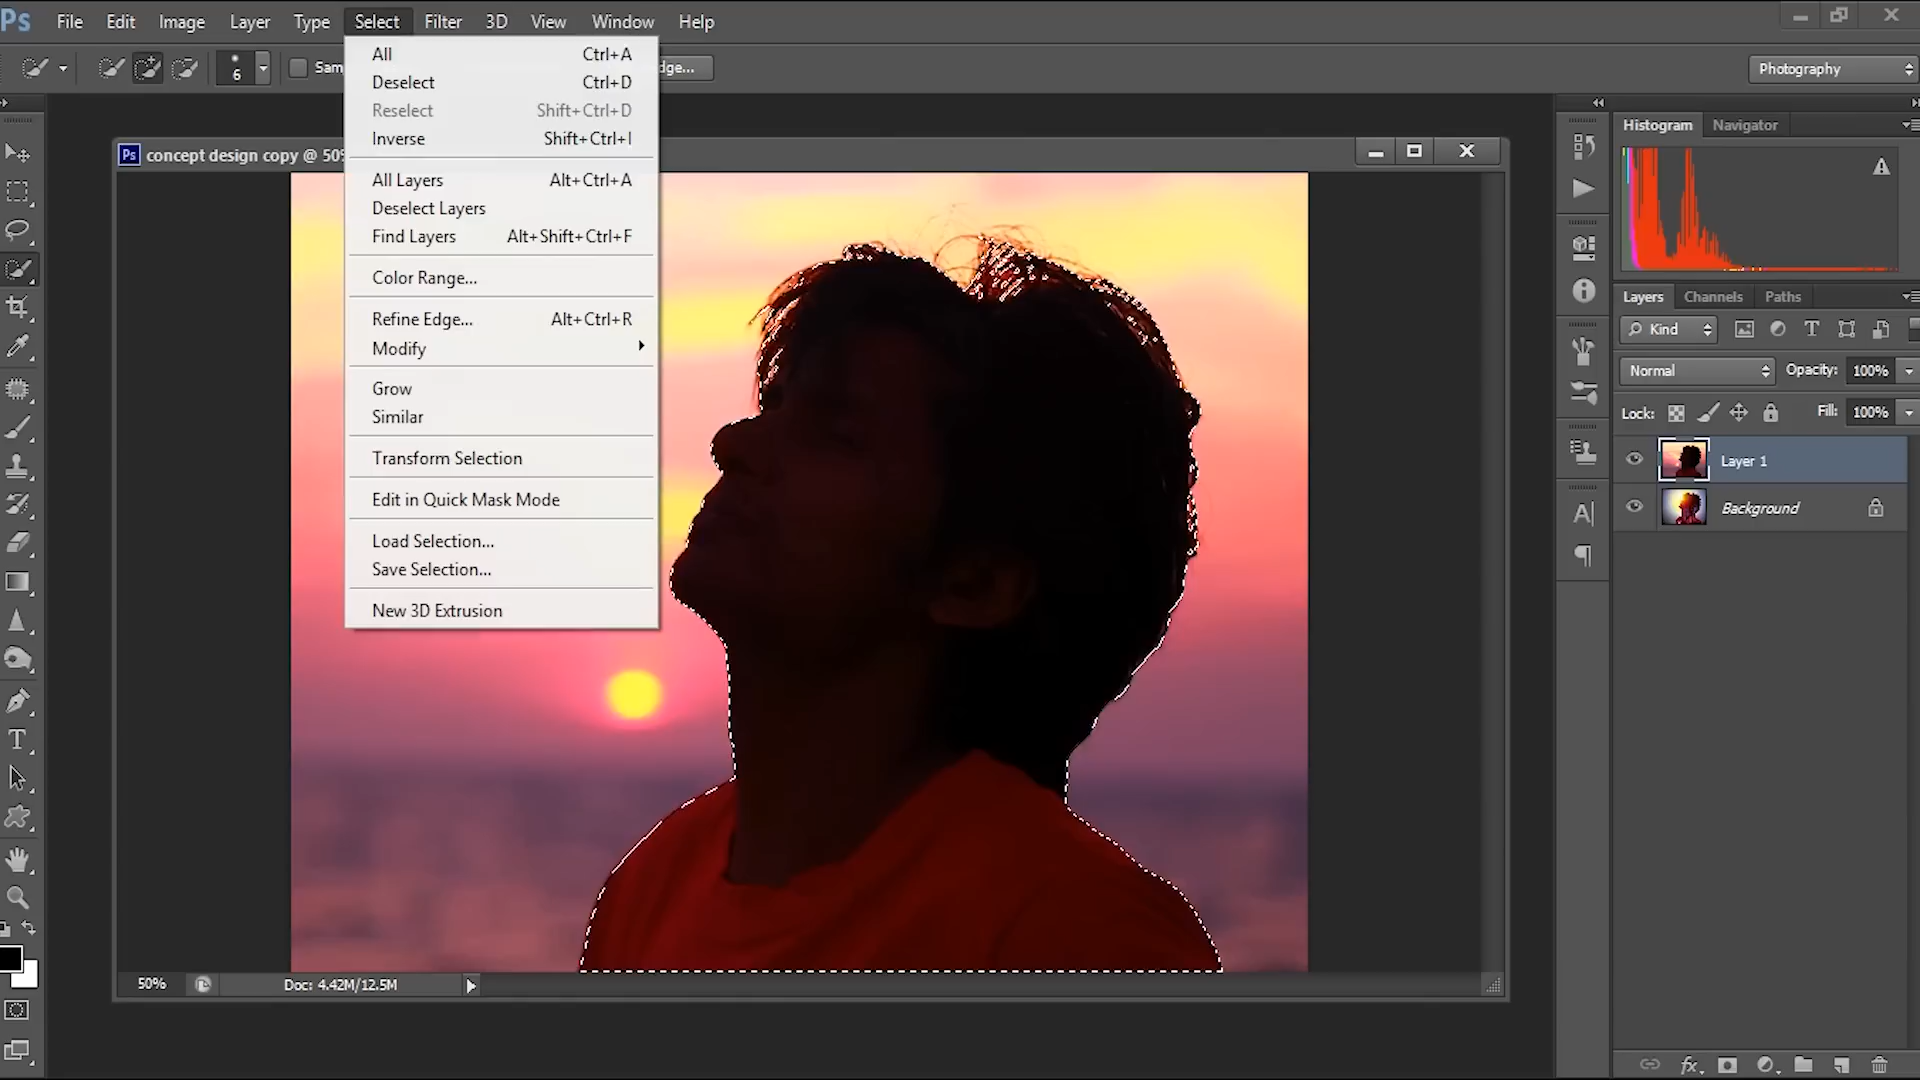 Ps File Edit Image Layer Type Select Filter 3D View Window Help
6 Sam dge... Photography
All Ctrl+A
Deselect Ctrl+D
Reselect Shift+Ctrl+D
Inverse Shift+Ctrl+I
All Layers Alt+Ctrl+A
Deselect Layers
Find Layers Alt+Shift+Ctrl+F
Color Range...
Refine Edge... Alt+Ctrl+R
Modify
Grow
Similar
Transform Selection
Edit in Quick Mask Mode
Load Selection...
Save Selection...
New 3D Extrusion
Ps concept design copy @ 50%
50% Doc: 4.42M/12.5M
Histogram Navigator
Layers Channels Paths
Kind T
Normal Opacity: 100%
Lock: Fill: 100%
Layer 1
Background
A|
T
fx